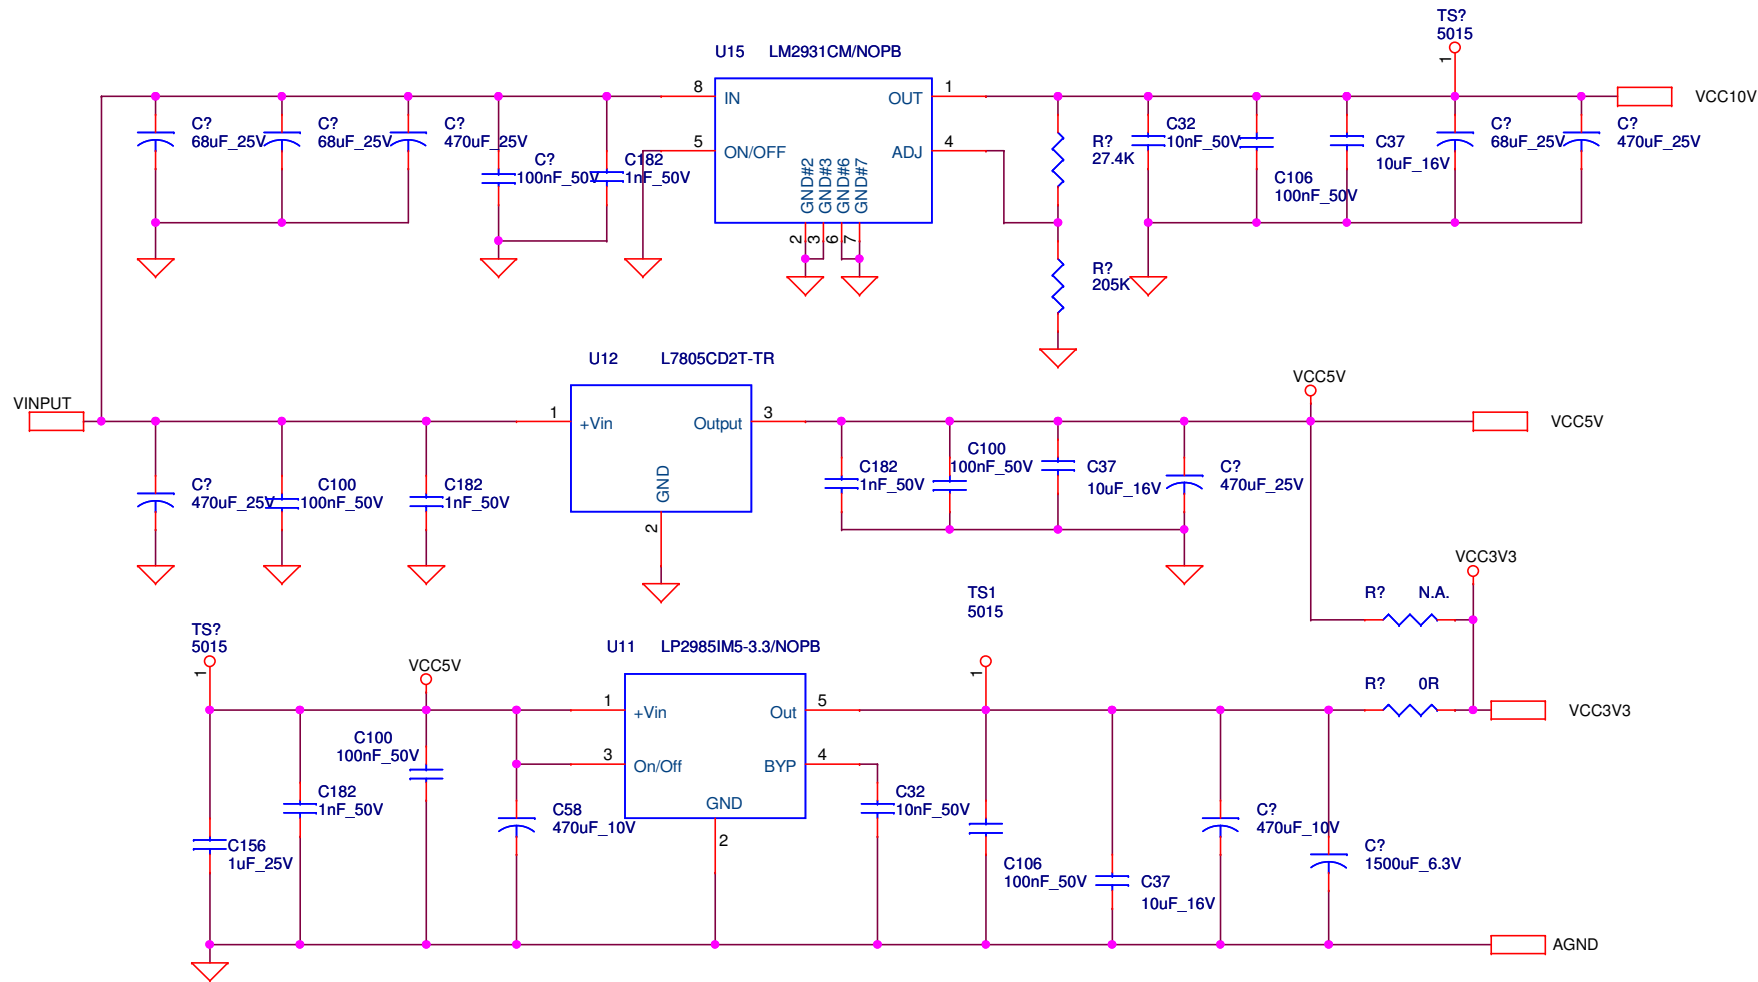 TS?
5015
1
U15 LM2931CM/NOPB
8 IN OUT 1
VCC10V
C?
68uF_25V
C?
68uF_25V
C?
470uF_25V
C?
100nF_50V
C182
1nF_50V
5 ON/OFF ADJ 4
GND#2
GND#3
GND#6
GND#7
2
3
6
7
R?
27.4K
C32
10nF_50V
C106
100nF_50V
C37
10uF_16V
C?
68uF_25V
C?
470uF_25V
R?
205K
U12 L7805CD2T-TR
VCC5V
VINPUT
1 +Vin Output 3
VCC5V
GND
2
C?
470uF_25V
C100
100nF_50V
C182
1nF_50V
C182
1nF_50V
C100
100nF_50V
C37
10uF_16V
C?
470uF_25V
VCC3V3
R? N.A.
TS1
5015
1
TS?
5015
1
VCC5V
U11 LP2985IM5-3.3/NOPB
1 +Vin Out 5
R? 0R
VCC3V3
3 On/Off BYP 4
GND
2
C100
100nF_50V
C182
1nF_50V
C156
1uF_25V
C58
470uF_10V
C32
10nF_50V
C106
100nF_50V
C37
10uF_16V
C?
470uF_10V
C?
1500uF_6.3V
AGND